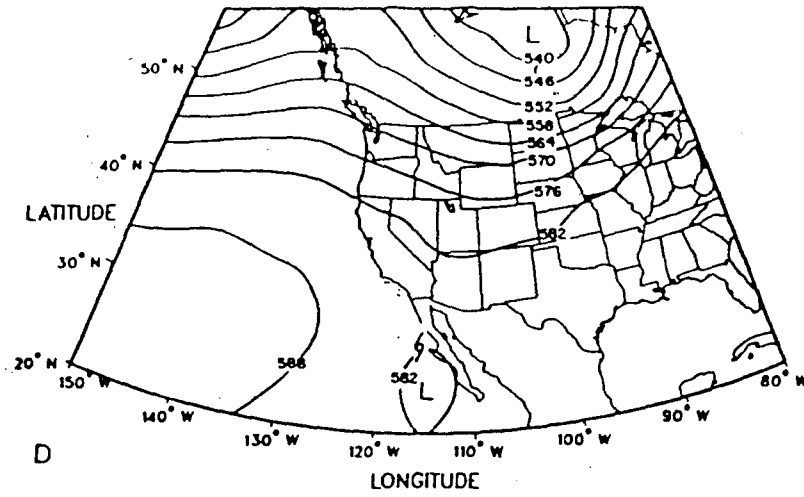 L
540
546
552
558
564
570
576
582
588
582
L
50° N
40° N
LATITUDE
30° N
20° N
150° W
140° W
130° W
120° W
110° W
100° W
90° W
80° W
D
LONGITUDE